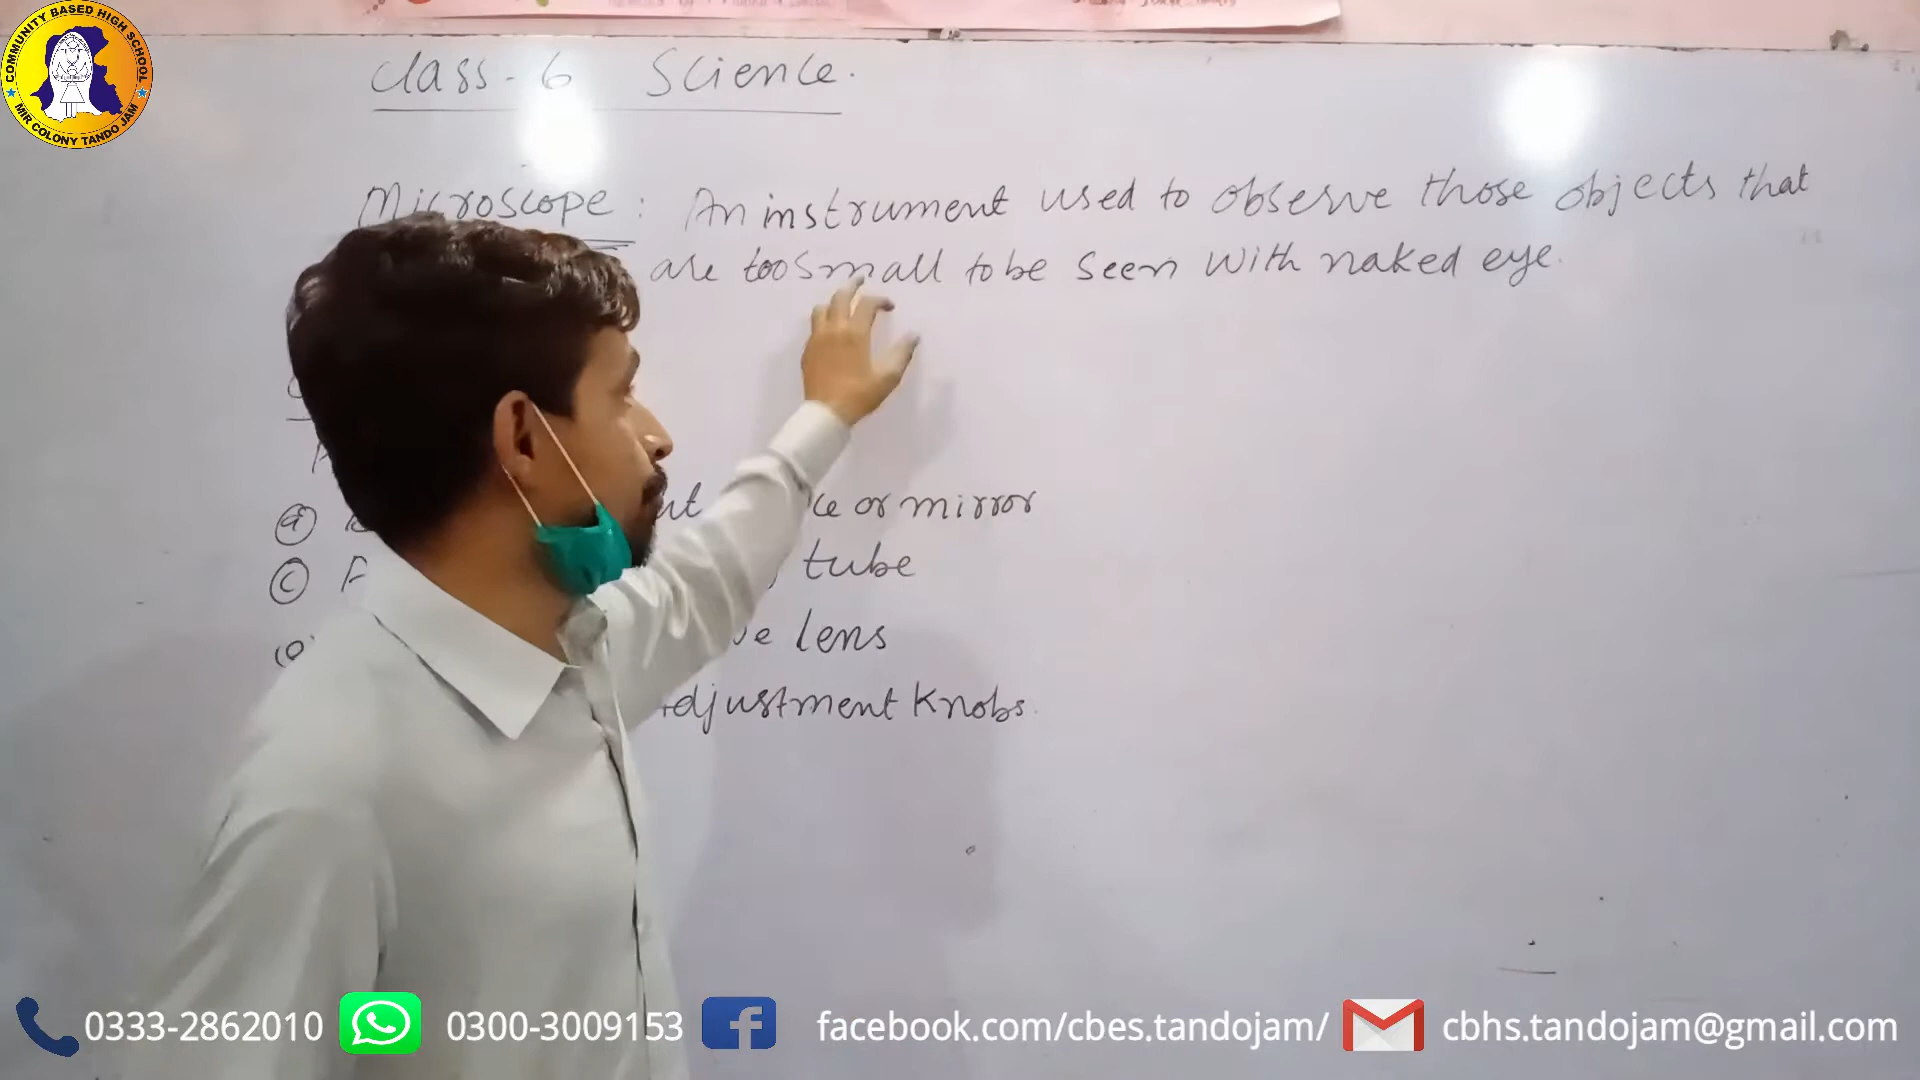 COMMUNITY BASED HIGH SCHOOL
MIR COLONY TANDO JAM
Class - 6 Science.
Microscope : An instrument used to observe those objects that
are too small to be seen with naked eye.
(a) or mirror
(c) tube
lens
Adjustment Knobs.
0333-2862010 0300-3009153 facebook.com/cbes.tandojam/ cbhs.tandojam@gmail.com